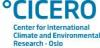 °CICERO
Center for International
Climate and Environmental
Research - Oslo